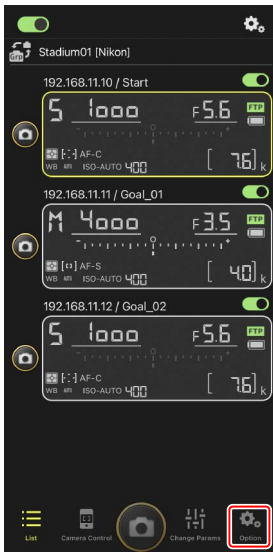 Stadium01 [Nikon]
192.168.11.10 / Start
S 1000 F5.6 FTP
AF-C
WB ISO-AUTO 400 [ 7.6] k
192.168.11.11 / Goal_01
M 4000 F3.5 FTP
AF-S
WB ISO-AUTO 400 [ 4.0] k
192.168.11.12 / Goal_02
S 1000 F5.6 FTP
AF-C
WB ISO-AUTO 400 [ 7.6] k
List Camera Control Change Params Option